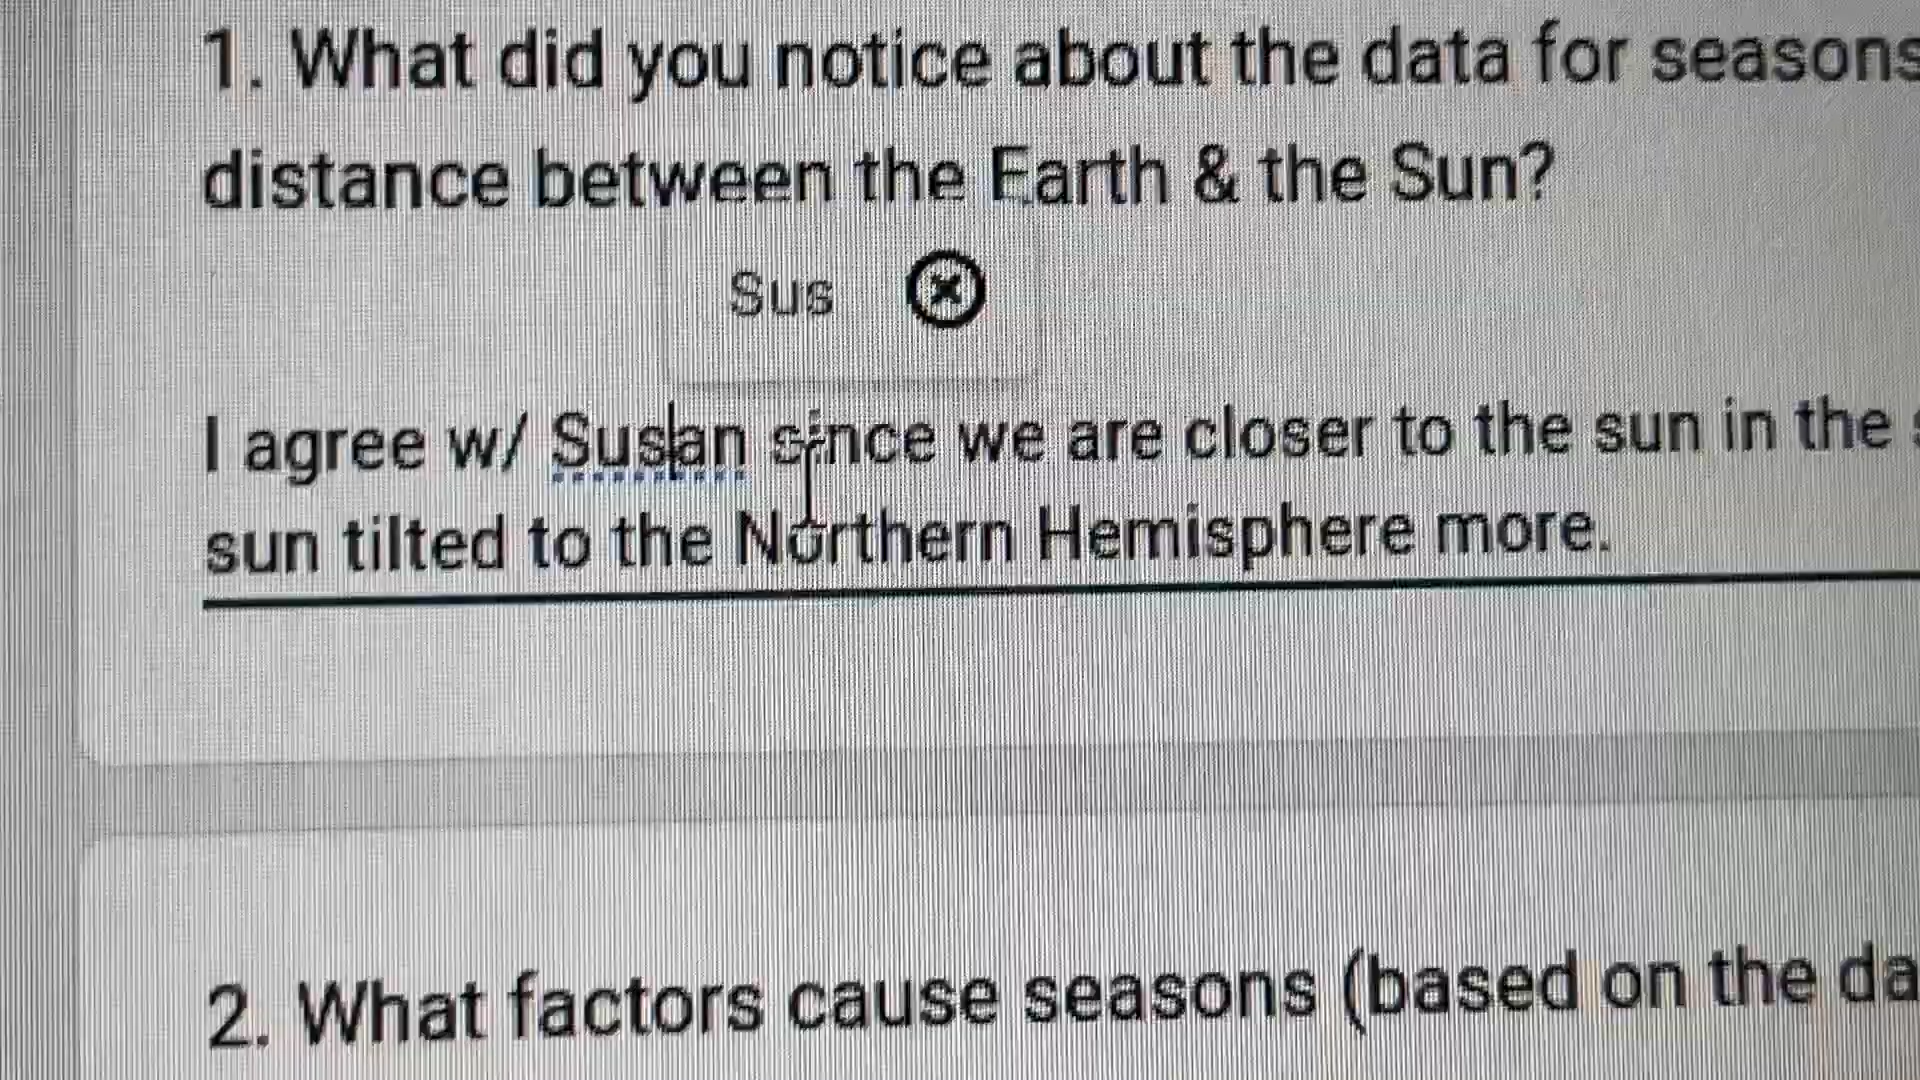 1. What did you notice about the data for seasons
distance between the Earth & the Sun?
Sus
I agree w/ Susan since we are closer to the sun in the
sun tilted to the Northern Hemisphere more.
2. What factors cause seasons (based on the da